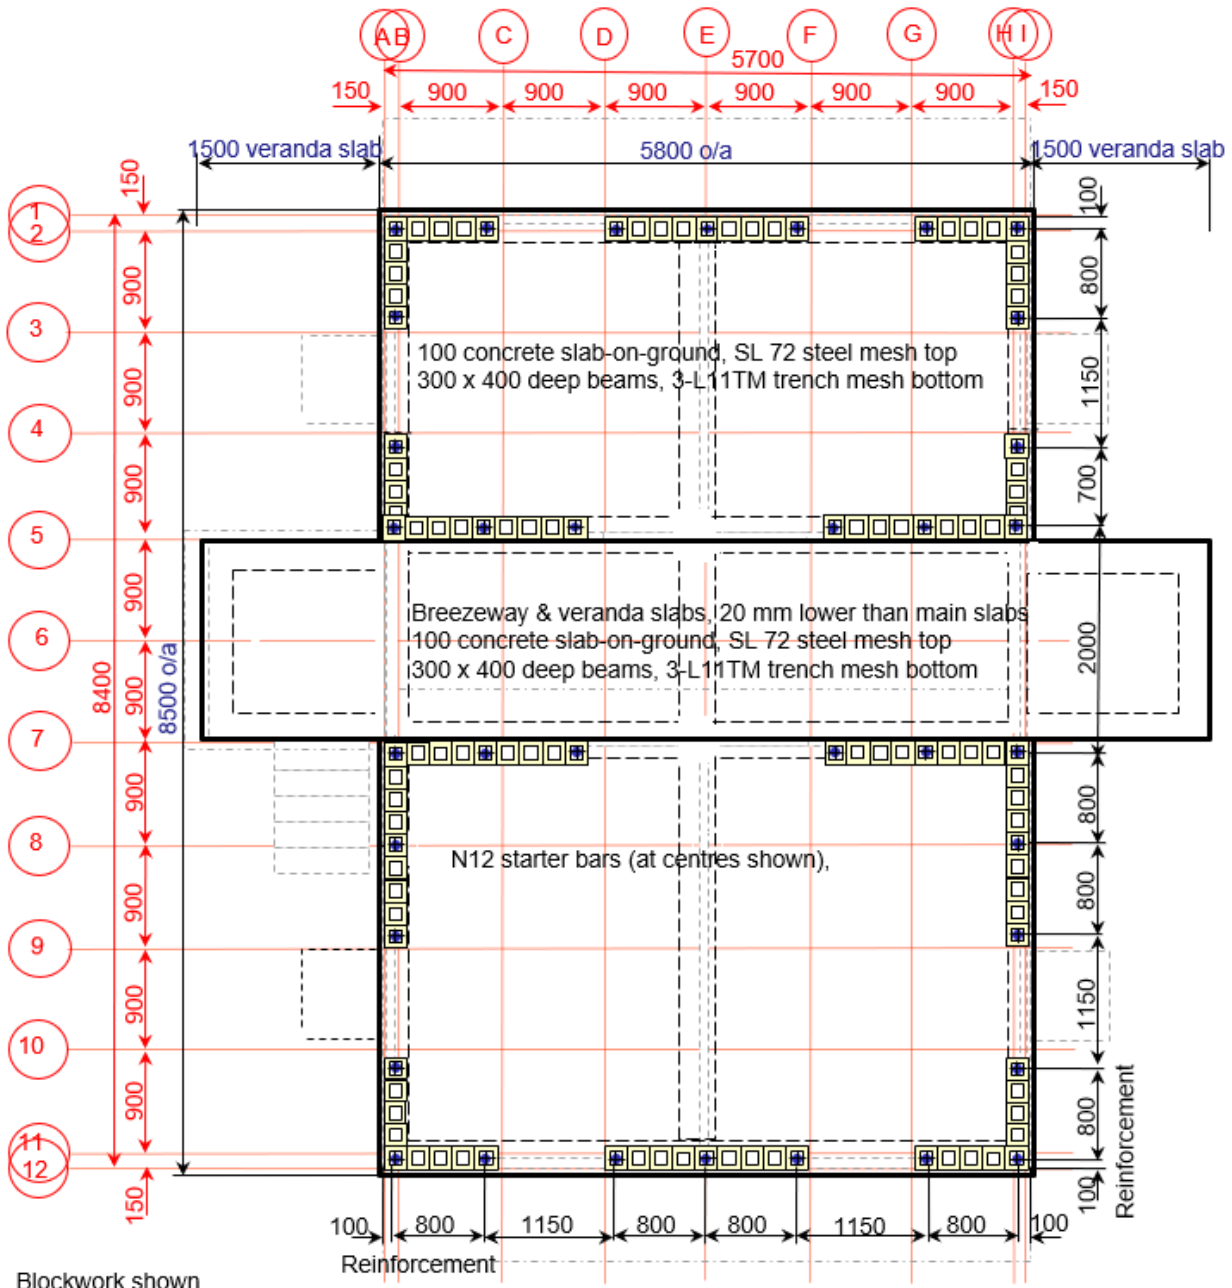 A B C D E F G H I
5700
150 900 900 900 900 900 900 150
1500 veranda slab 5800 o/a 1500 veranda slab
150
100
1
2
900
800
3
100 concrete slab-on-ground, SL 72 steel mesh top
300 x 400 deep beams, 3-L11TM trench mesh bottom
900
1150
4
900
700
5
900
Breezeway & veranda slabs, 20 mm lower than main slabs
6
100 concrete slab-on-ground, SL 72 steel mesh top
300 x 400 deep beams, 3-L11TM trench mesh bottom
2000
8400
8500 o/a
900
7
900
800
8
N12 starter bars (at centres shown),
900
800
9
900
1150
10
900
800
Reinforcement
11
12
150
100
100 800 1150 800 800 1150 800 100
Reinforcement
Blockwork shown